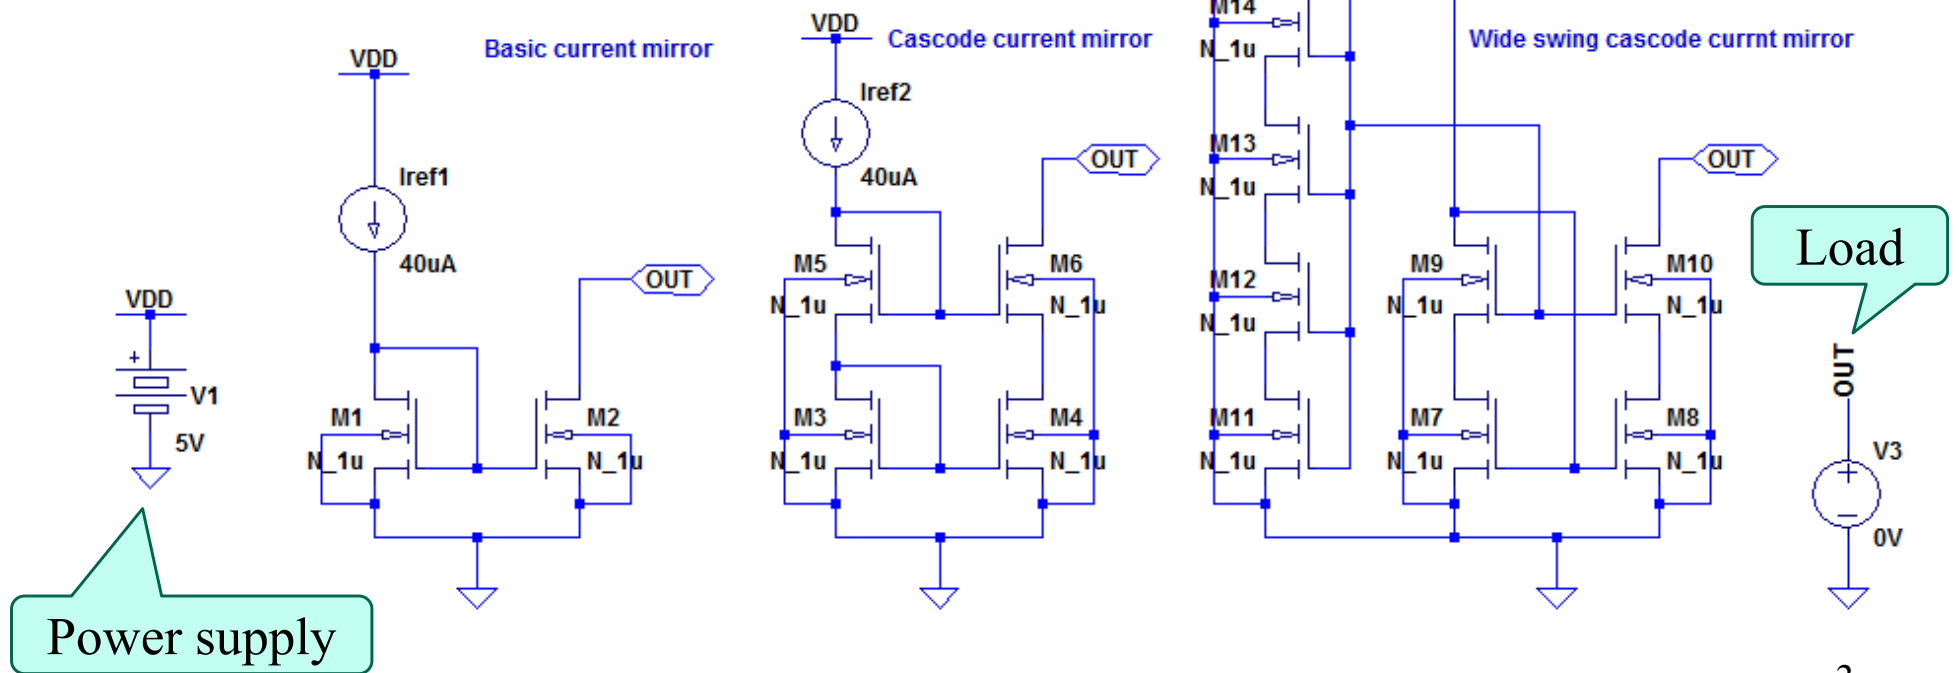 VDD
V1
5V
Power supply
Basic current mirror
VDD
Iref1
40uA
OUT
M1
N_1u
M2
N_1u
Cascode current mirror
VDD
Iref2
40uA
OUT
M5
N_1u
M6
N_1u
M3
N_1u
M4
N_1u
Wide swing cascode currnt mirror
M14
N_1u
M13
N_1u
M12
N_1u
M11
N_1u
OUT
M9
N_1u
M10
N_1u
M7
N_1u
M8
N_1u
Load
OUT
V3
0V